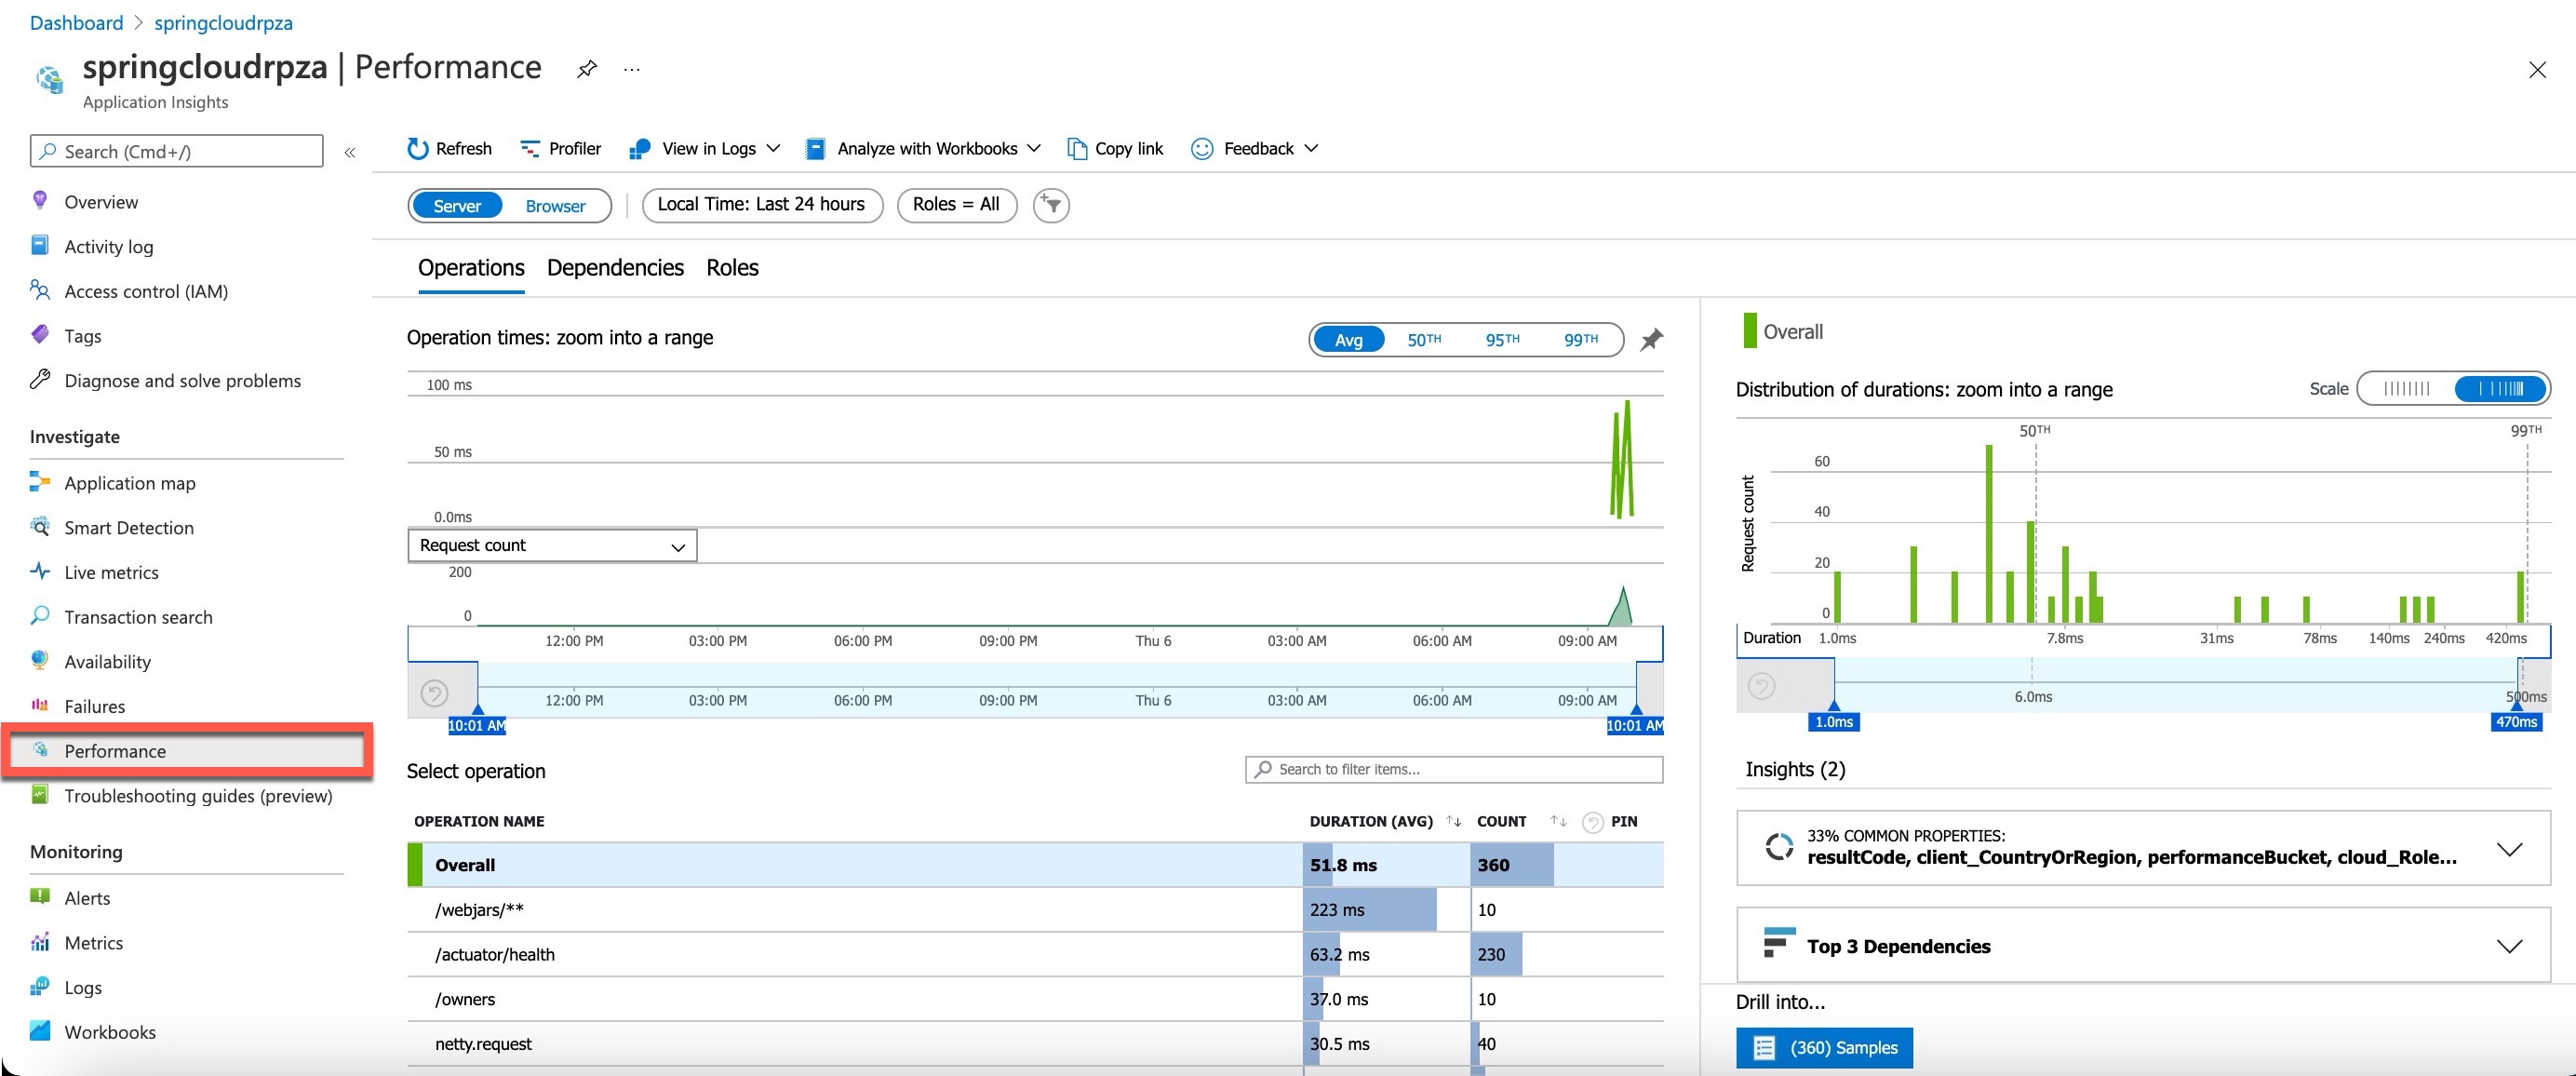 Dashboard > springcloudrpza
springcloudrpza | Performance ...
Application Insights
Search (Cmd+/) «
Overview
Activity log
Access control (IAM)
Tags
Diagnose and solve problems
Investigate
Application map
Smart Detection
Live metrics
Transaction search
Availability
Failures
Performance
Troubleshooting guides (preview)
Monitoring
Alerts
Metrics
Logs
Workbooks
Refresh Profiler View in Logs Analyze with Workbooks Copy link Feedback
Server Browser Local Time: Last 24 hours Roles = All
Operations Dependencies Roles
Operation times: zoom into a range Avg 50TH 95TH 99TH
100 ms
50 ms
0.0ms
Request count
200
0
12:00 PM 03:00 PM 06:00 PM 09:00 PM Thu 6 03:00 AM 06:00 AM 09:00 AM
12:00 PM 03:00 PM 06:00 PM 09:00 PM Thu 6 03:00 AM 06:00 AM 09:00 AM
10:01 AM 10:01 AM
Select operation Search to filter items...
OPERATION NAME DURATION (AVG) COUNT PIN
Overall 51.8 ms 360
/webjars/** 223 ms 10
/actuator/health 63.2 ms 230
/owners 37.0 ms 10
netty.request 30.5 ms 40
Overall
Distribution of durations: zoom into a range Scale
50TH 99TH
Request count
60
40
20
0
Duration 1.0ms 7.8ms 31ms 78ms 140ms 240ms 420ms
6.0ms 500ms
1.0ms 470ms
Insights (2)
33% COMMON PROPERTIES:
resultCode, client_CountryOrRegion, performanceBucket, cloud_Role...
Top 3 Dependencies
Drill into...
(360) Samples